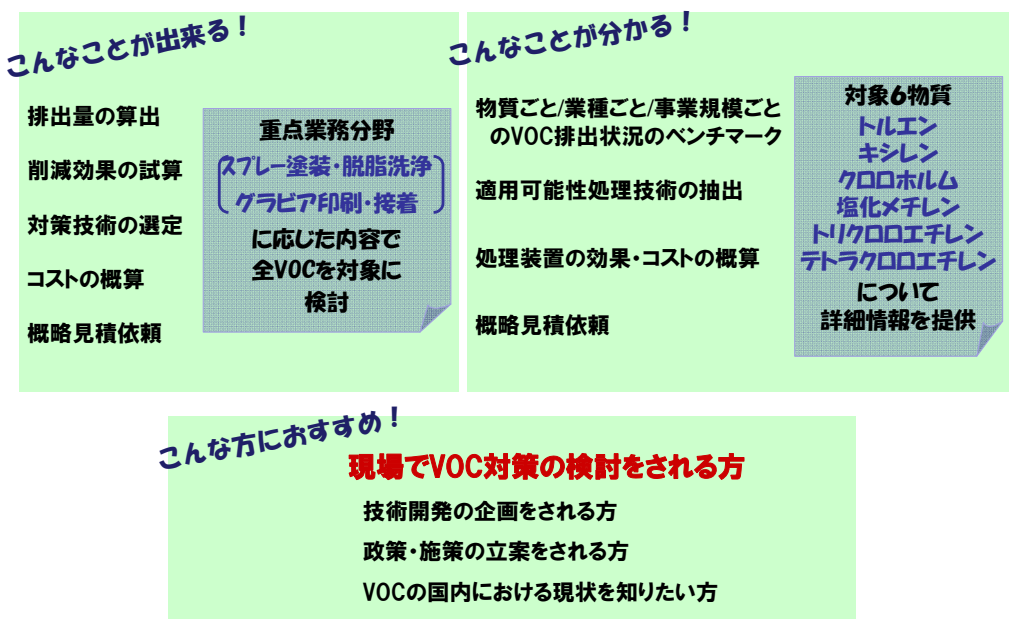 こんなことが出来る！
排出量の算出
削減効果の試算
対策技術の選定
コストの概算
概略見積依頼
重点業務分野
スプレー塗装・脱脂洗浄
グラビア印刷・接着
に応じた内容で
全VOCを対象に
検討
こんなことが分かる！
物質ごと/業種ごと/事業規模ごと
のVOC排出状況のベンチマーク
適用可能性処理技術の抽出
処理装置の効果・コストの概算
概略見積依頼
対象6物質
トルエン
キシレン
クロロホルム
塩化メチレン
トリクロロエチレン
テトラクロロエチレン
について
詳細情報を提供
こんな方におすすめ！
現場でVOC対策の検討をされる方
技術開発の企画をされる方
政策・施策の立案をされる方
VOCの国内における現状を知りたい方